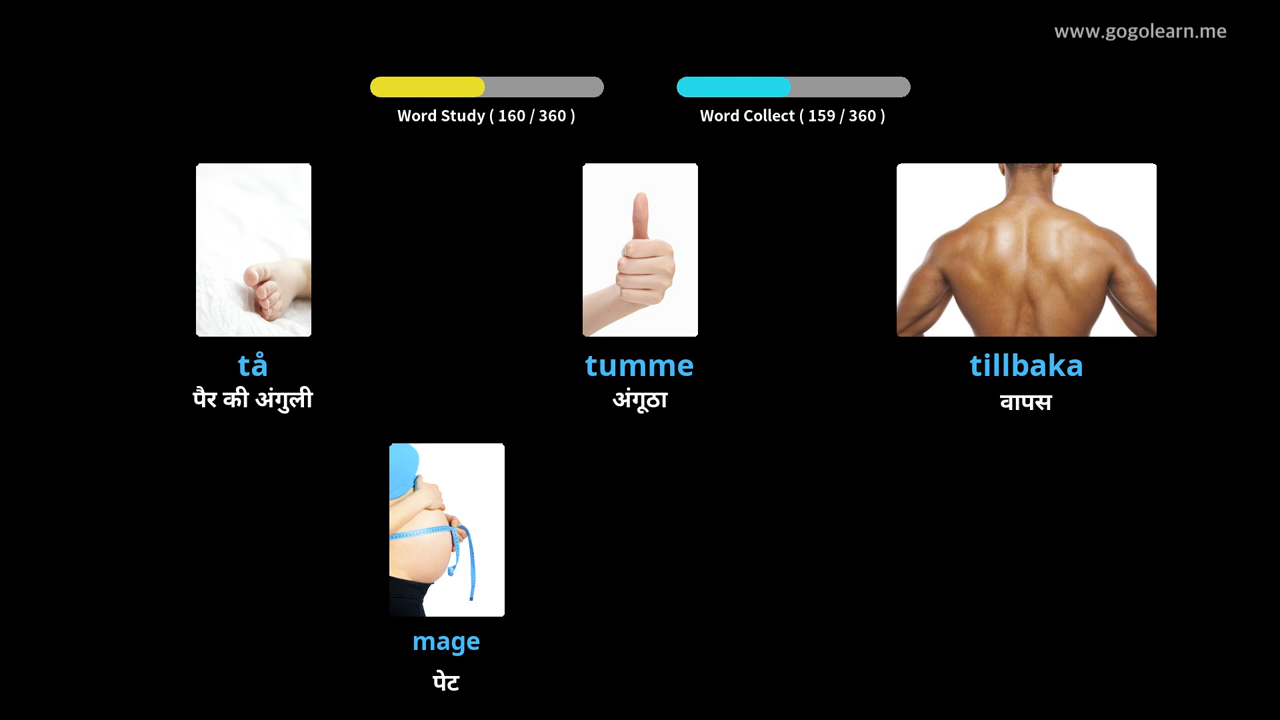 www.gogolearn.me
Word Study ( 160 / 360 )
Word Collect ( 159 / 360 )
tå
tumme
tillbaka
पैर की अंगुली
अंगूठा
वापस
mage
पेट